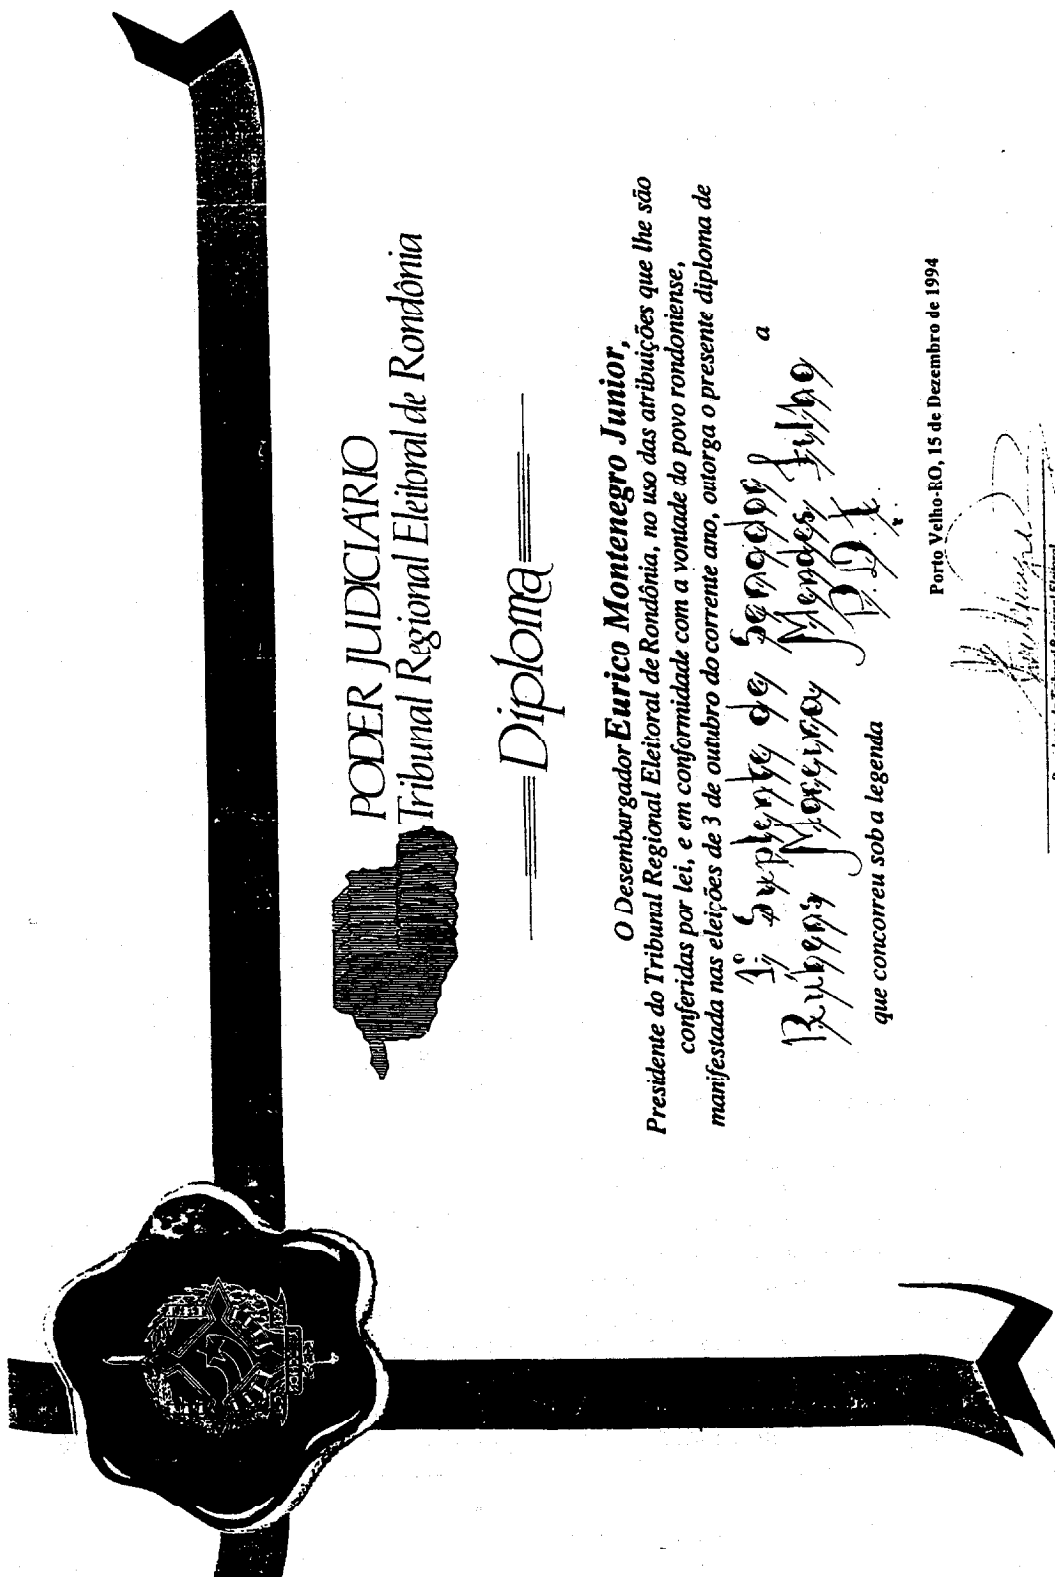 PODER JUDICIÁRIO
Tribunal Regional Eleitoral de Rondônia
Diploma
O Desembargador Eurico Montenegro Junior,
Presidente do Tribunal Regional Eleitoral de Rondônia, no uso das atribuições que lhe são
conferidas por lei, e em conformidade com a vontade do povo rondoniense,
manifestada nas eleições de 3 de outubro do corrente ano, outorga o presente diploma de
1º Suplente de Senador a
Rubens Moreira Mendes Filho
que concorreu sob a legenda P.D.T.
Porto Velho-RO, 15 de Dezembro de 1994